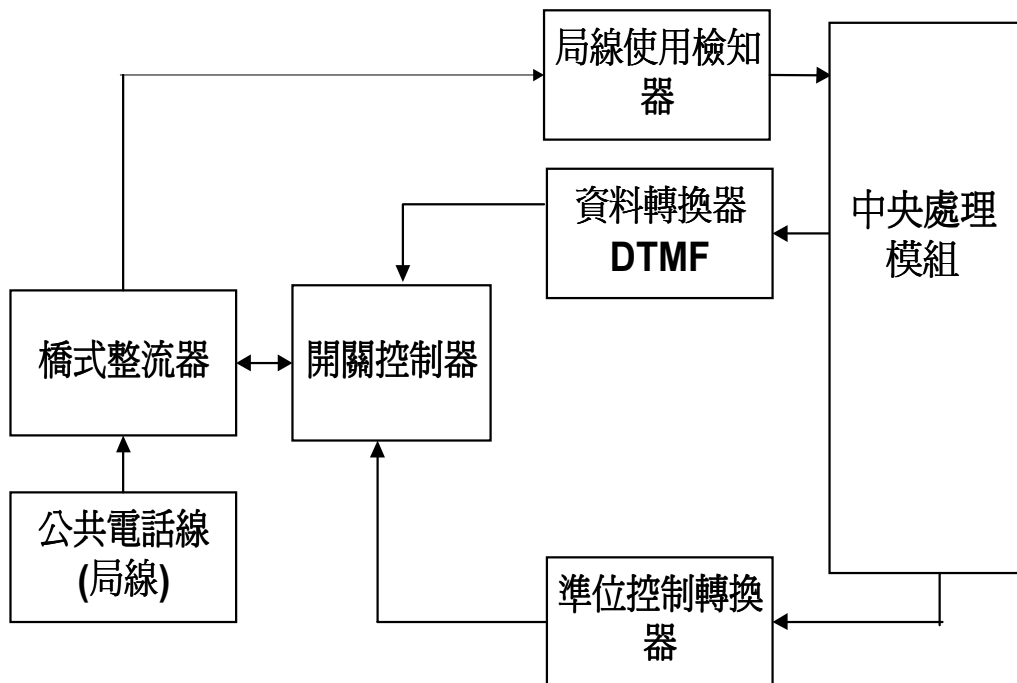 局線使用檢知
器
資料轉換器
DTMF
中央處理
模組
橋式整流器
開關控制器
公共電話線
(局線)
準位控制轉換
器